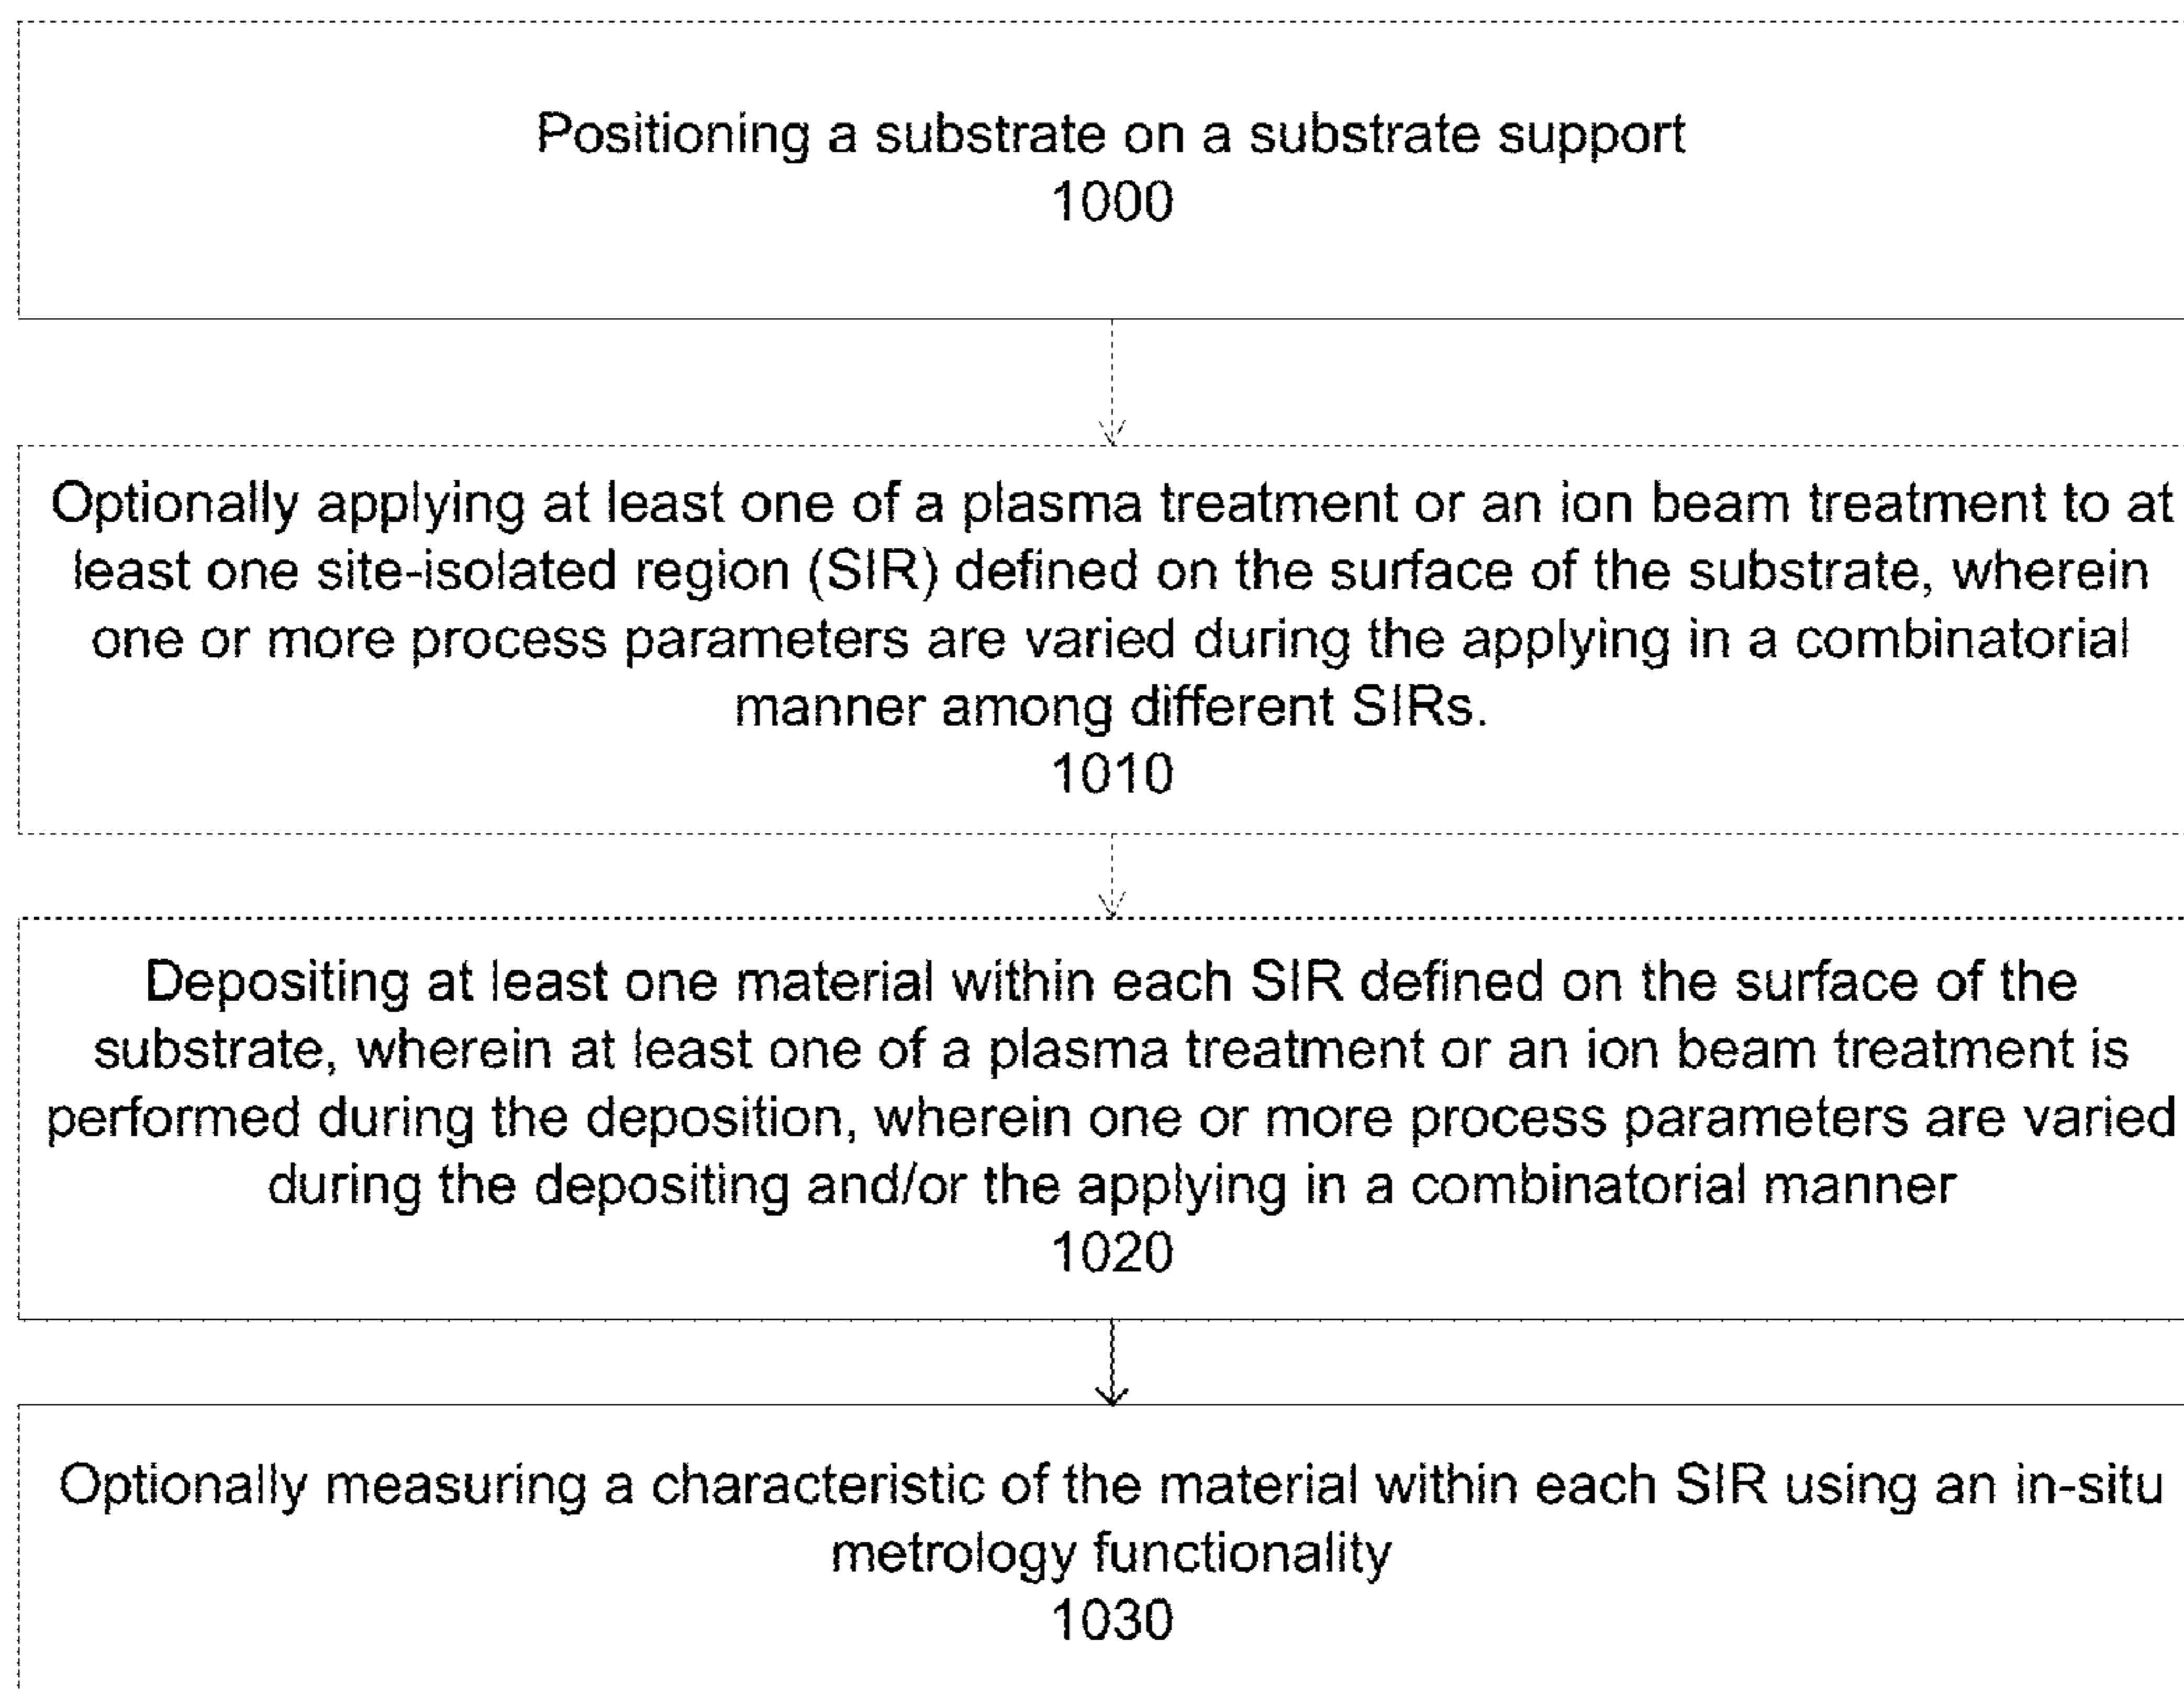 Positioning a substrate on a substrate support
1000
Optionally applying at least one of a plasma treatment or an ion beam treatment to at
least one site-isolated region (SIR) defined on the surface of the substrate, wherein
one or more process parameters are varied during the applying in a combinatorial
manner among different SIRs.
1010
Depositing at least one material within each SIR defined on the surface of the
substrate, wherein at least one of a plasma treatment or an ion beam treatment is
performed during the deposition, wherein one or more process parameters are varied
during the depositing and/or the applying in a combinatorial manner
1020
Optionally measuring a characteristic of the material within each SIR using an in-situ
metrology functionality
1030